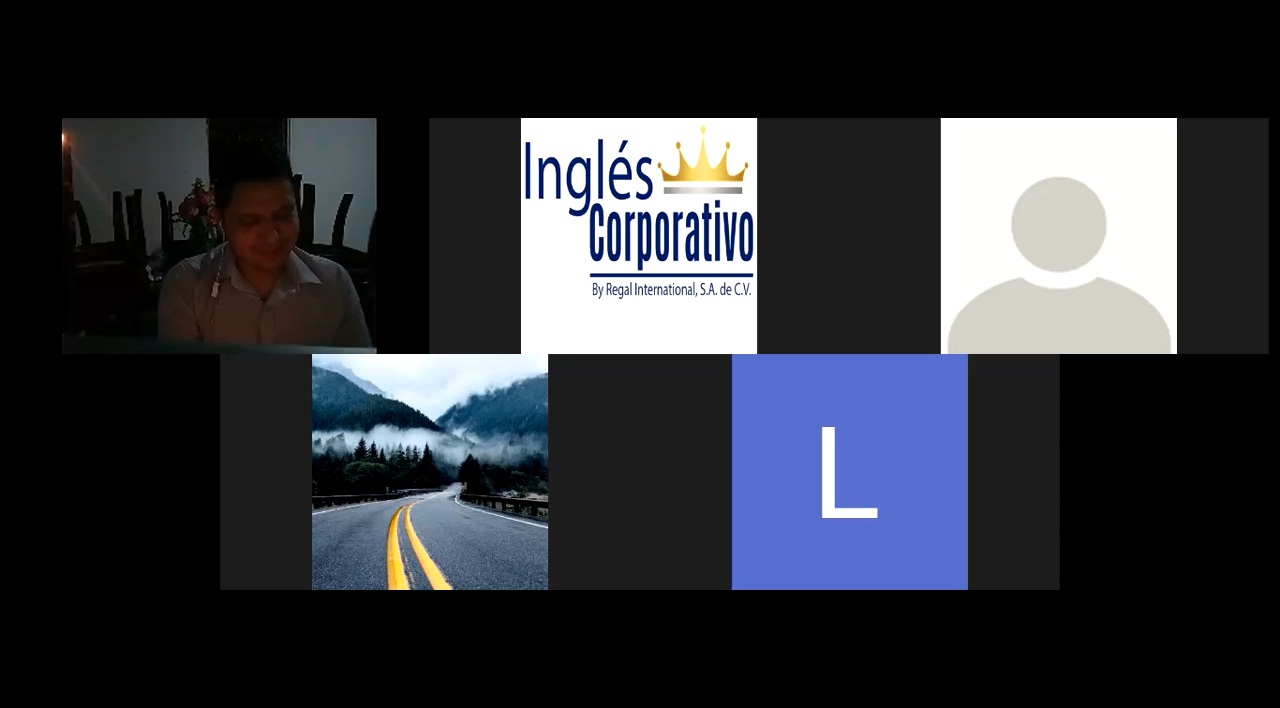 Inglés
Corporativo
By Regal International, S.A. de C.V.
L